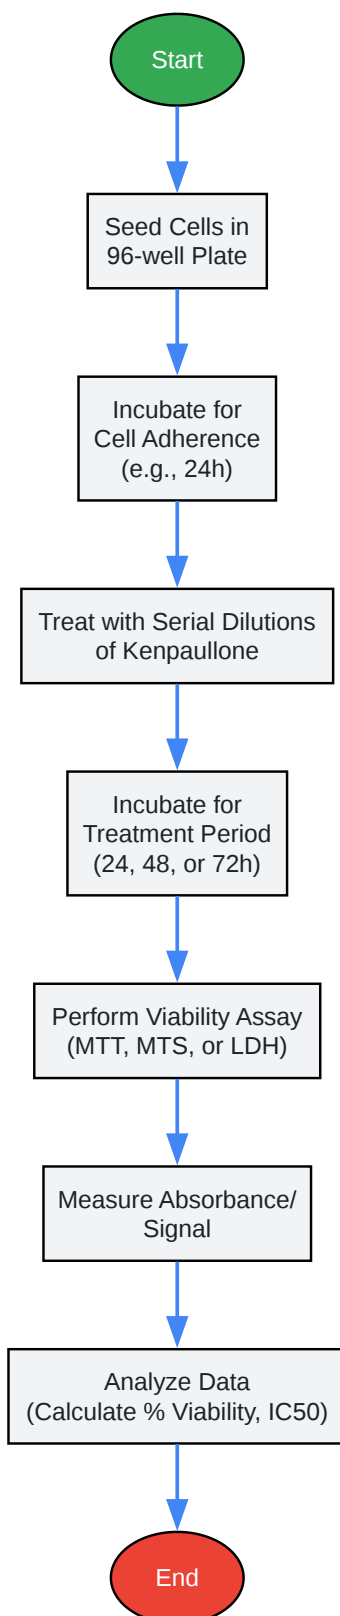 Start
Seed Cells in
96-well Plate
Incubate for
Cell Adherence
(e.g., 24h)
Treat with Serial Dilutions
of Kenpaullone
Incubate for
Treatment Period
(24, 48, or 72h)
Perform Viability Assay
(MTT, MTS, or LDH)
Measure Absorbance/
Signal
Analyze Data
(Calculate % Viability, IC50)
End